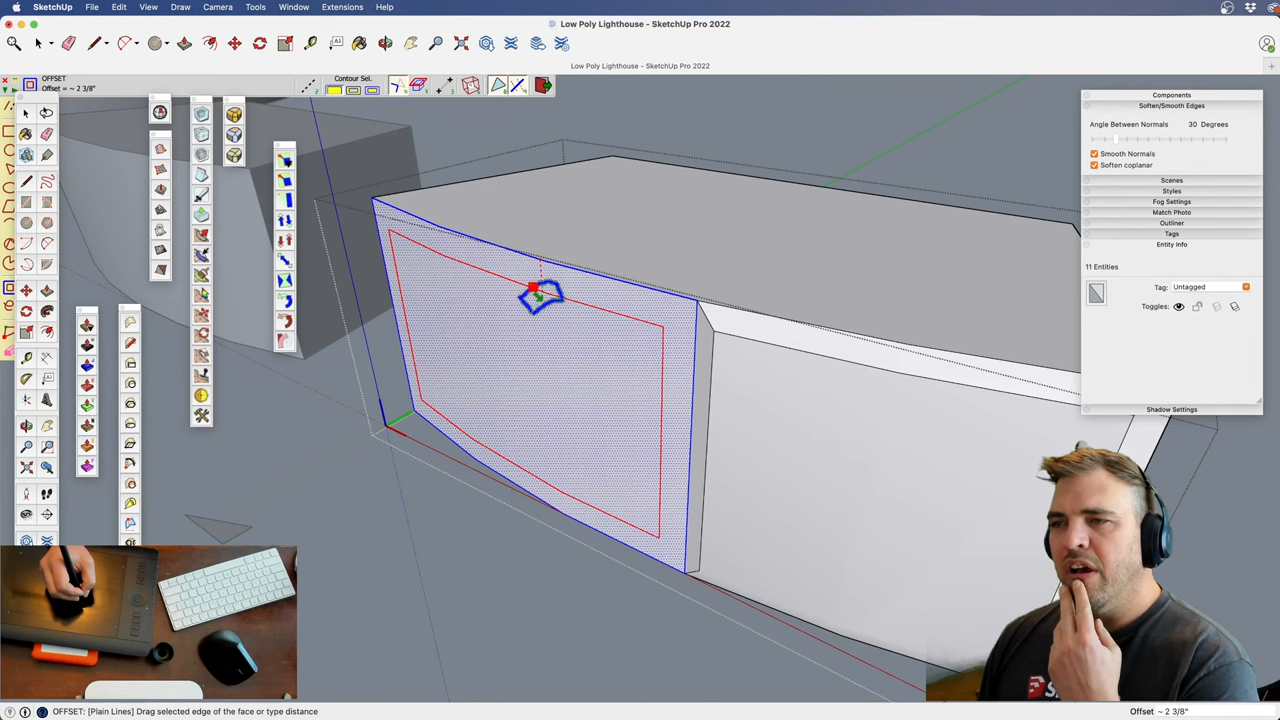 SketchUp File Edit View Draw Camera Tools Window Extensions Help
Low Poly Lighthouse - SketchUp Pro 2022
Low Poly Lighthouse - SketchUp Pro 2022
OFFSET
Offset = ~ 2 3/8"
Contour Sel.
Components
Soften/Smooth Edges
Angle Between Normals 30 Degrees
Smooth Normals
Soften coplanar
Scenes
Styles
Fog Settings
Match Photo
Outliner
Tags
Entity Info
11 Entities
Tag: Untagged
Toggles:
Shadow Settings
OFFSET: [Plain Lines] Drag selected edge of the face or type distance
Offset ~ 2 3/8"